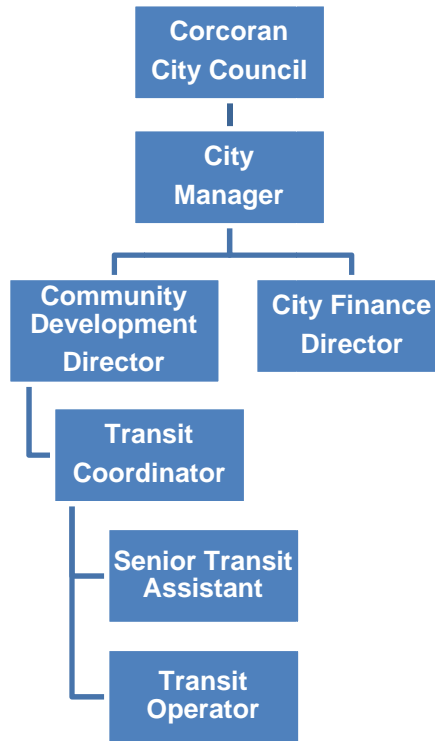 Corcoran
City Council
City
Manager
Community
Development
Director
City Finance
Director
Transit
Coordinator
Senior Transit
Assistant
Transit
Operator